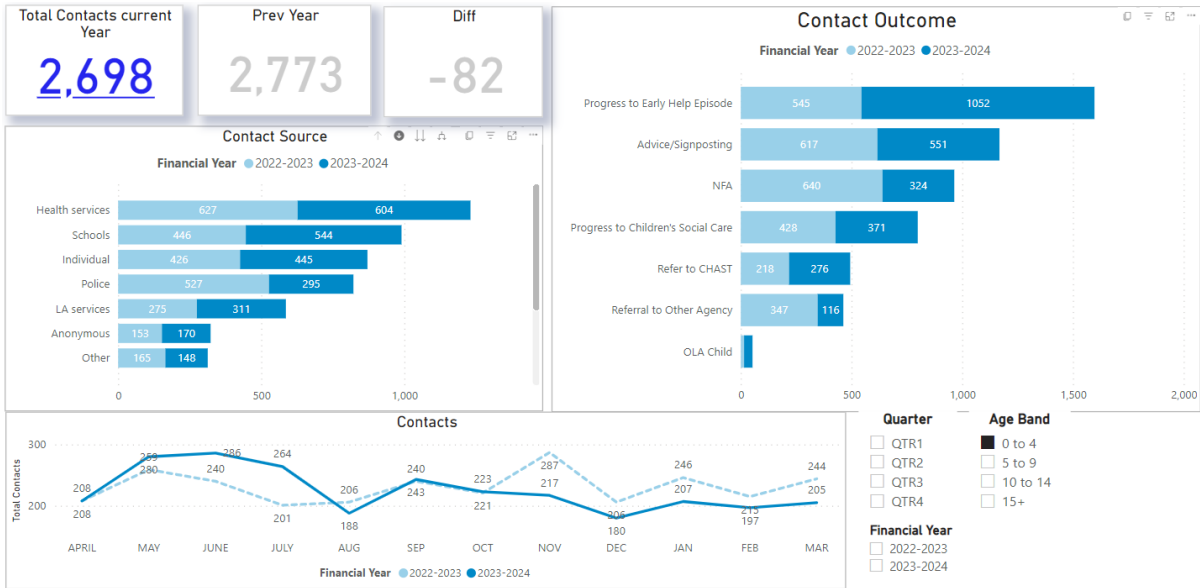 Total Contacts current
Year
2,698
Prev Year
2,773
Diff
-82
Contact Source
Financial Year 2022-2023 2023-2024
Health services 627 604
Schools 446 544
Individual 426 445
Police 527 295
LA services 275 311
Anonymous 153 170
Other 165 148
0 500 1,000
Contact Outcome
Financial Year 2022-2023 2023-2024
Progress to Early Help Episode 545 1052
Advice/Signposting 617 551
NFA 640 324
Progress to Children's Social Care 428 371
Refer to CHAST 218 276
Referral to Other Agency 347 116
OLA Child
0 500 1,000 1,500 2,000
Contacts
Total Contacts
300
200
208 259 286 264 206 240 223 217 246 244
208 280 240 201 188 243 221 287 206 180 207 215 197 205
APRIL MAY JUNE JULY AUG SEP OCT NOV DEC JAN FEB MAR
Financial Year 2022-2023 2023-2024
Quarter
QTR1
QTR2
QTR3
QTR4
Age Band
0 to 4
5 to 9
10 to 14
15+
Financial Year
2022-2023
2023-2024